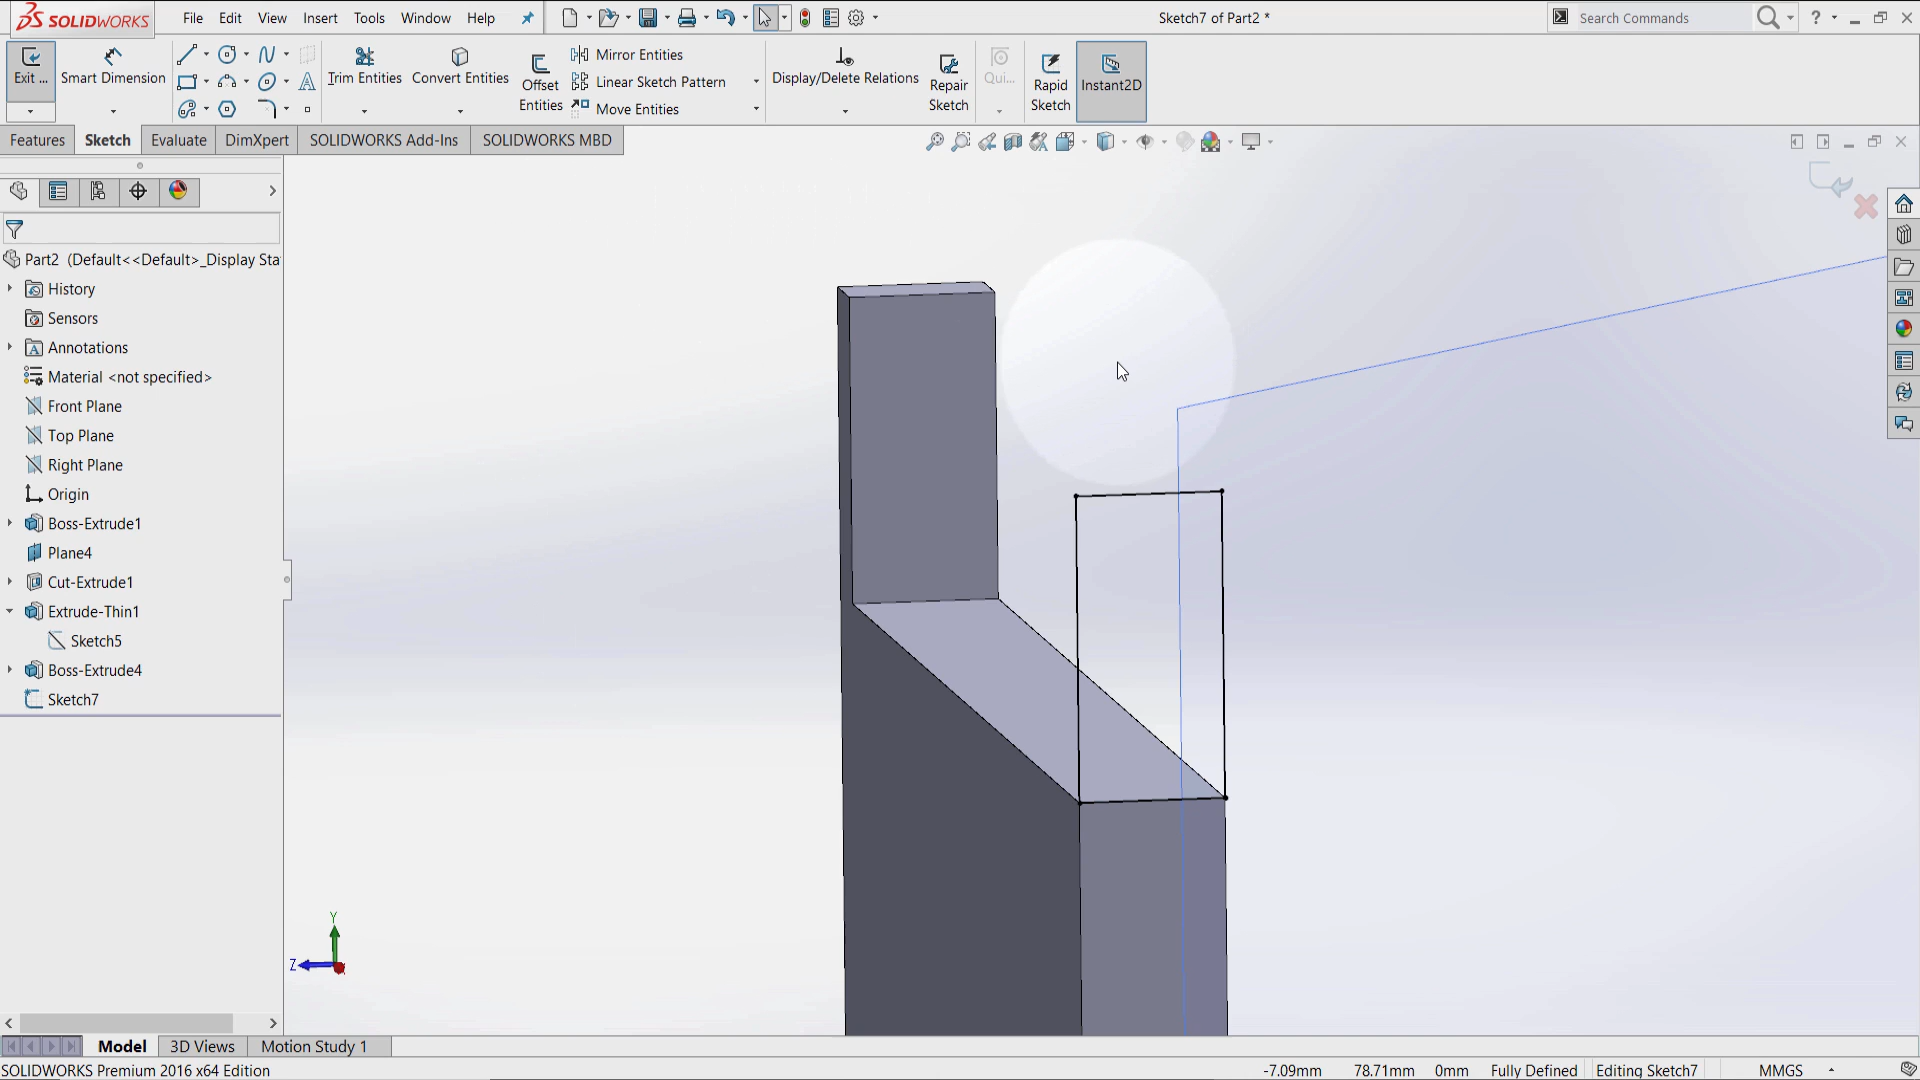 SOLIDWORKS
File Edit View Insert Tools Window Help
Sketch7 of Part2 *
Search Commands
Exit ...
Smart Dimension
Trim Entities
Convert Entities
Offset
Entities
Mirror Entities
Linear Sketch Pattern
Move Entities
Display/Delete Relations
Repair
Sketch
Qui...
Rapid
Sketch
Instant2D
Features
Sketch
Evaluate
DimXpert
SOLIDWORKS Add-Ins
SOLIDWORKS MBD
Part2 (Default<<Default>_Display Sta
History
Sensors
Annotations
Material <not specified>
Front Plane
Top Plane
Right Plane
Origin
Boss-Extrude1
Plane4
Cut-Extrude1
Extrude-Thin1
Sketch5
Boss-Extrude4
Sketch7
Y
Z
Model
3D Views
Motion Study 1
SOLIDWORKS Premium 2016 x64 Edition
-7.09mm 78.71mm 0mm Fully Defined Editing Sketch7 MMGS